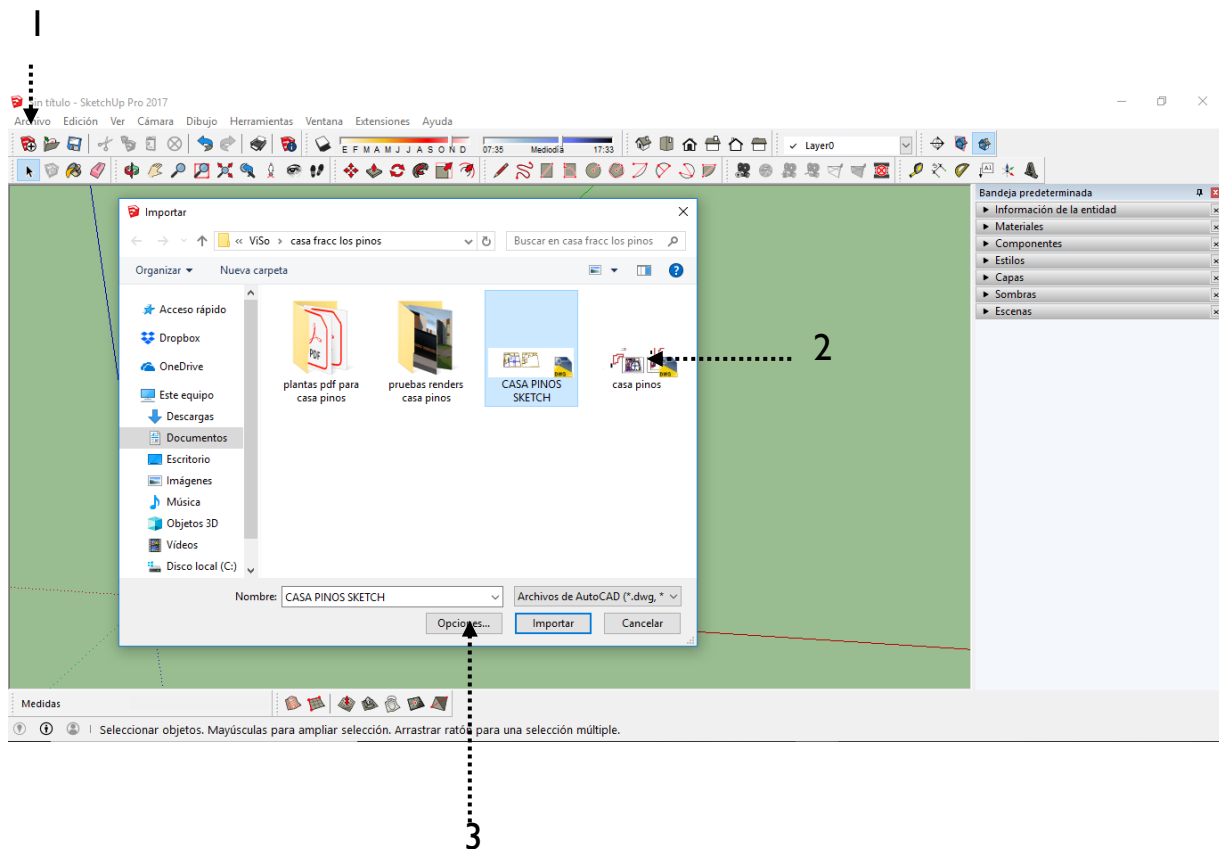 1
Sin título - SketchUp Pro 2017
Archivo Edición Ver Cámara Dibujo Herramientas Ventana Extensiones Ayuda
E F M A M J J A S O N D 07:35 Mediodía 17:33 Layer0
Bandeja predeterminada
Información de la entidad
Materiales
Componentes
Estilos
Capas
Sombras
Escenas
Importar
« ViSo > casa fracc los pinos Buscar en casa fracc los pinos
Organizar Nueva carpeta
Acceso rápido
Dropbox
OneDrive
Este equipo
Descargas
Documentos
Escritorio
Imágenes
Música
Objetos 3D
Vídeos
Disco local (C:)
PDF
plantas pdf para
casa pinos
pruebas renders
casa pinos
DWG
CASA PINOS
SKETCH
DWG
casa pinos
2
Nombre: CASA PINOS SKETCH Archivos de AutoCAD (*.dwg, *
Opciones... Importar Cancelar
Medidas
Seleccionar objetos. Mayúsculas para ampliar selección. Arrastrar ratón para una selección múltiple.
3